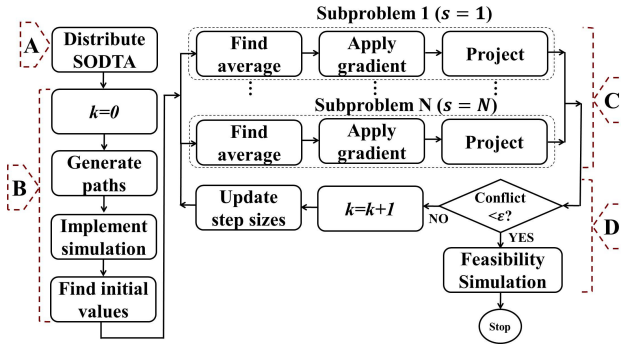 A
Distribute
SODTA
B
k=0
Generate
paths
Implement
simulation
Find initial
values
Subproblem 1 (s = 1)
Find
average
Apply
gradient
Project
Subproblem N (s = N)
Find
average
Apply
gradient
Project
C
Update
step sizes
k=k+1
NO
Conflict
<ε?
YES
D
Feasibility
Simulation
Stop